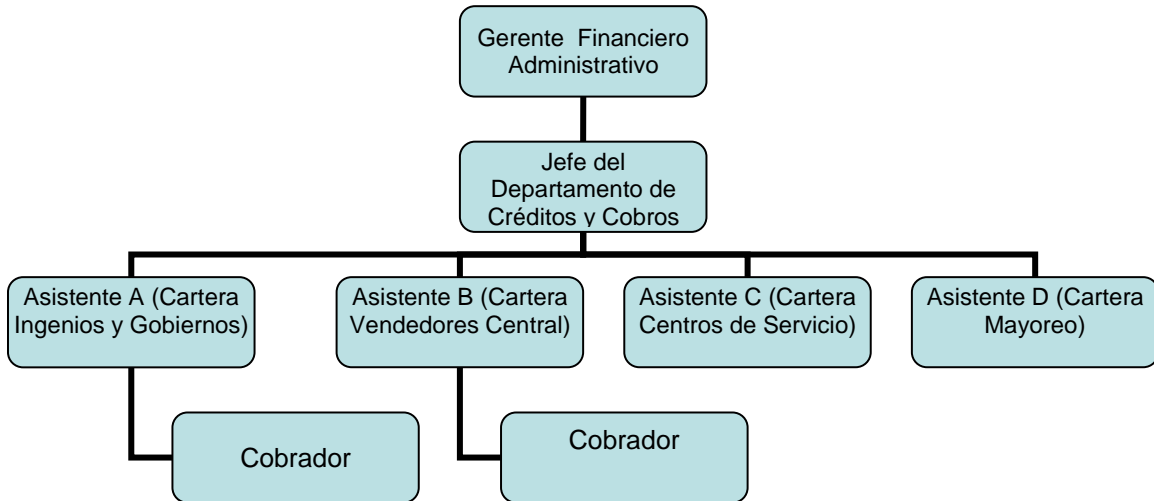 Gerente Financiero
Administrativo
Jefe del
Departamento de
Créditos y Cobros
Asistente A (Cartera
Ingenios y Gobiernos)
Asistente B (Cartera
Vendedores Central)
Asistente C (Cartera
Centros de Servicio)
Asistente D (Cartera
Mayoreo)
Cobrador
Cobrador